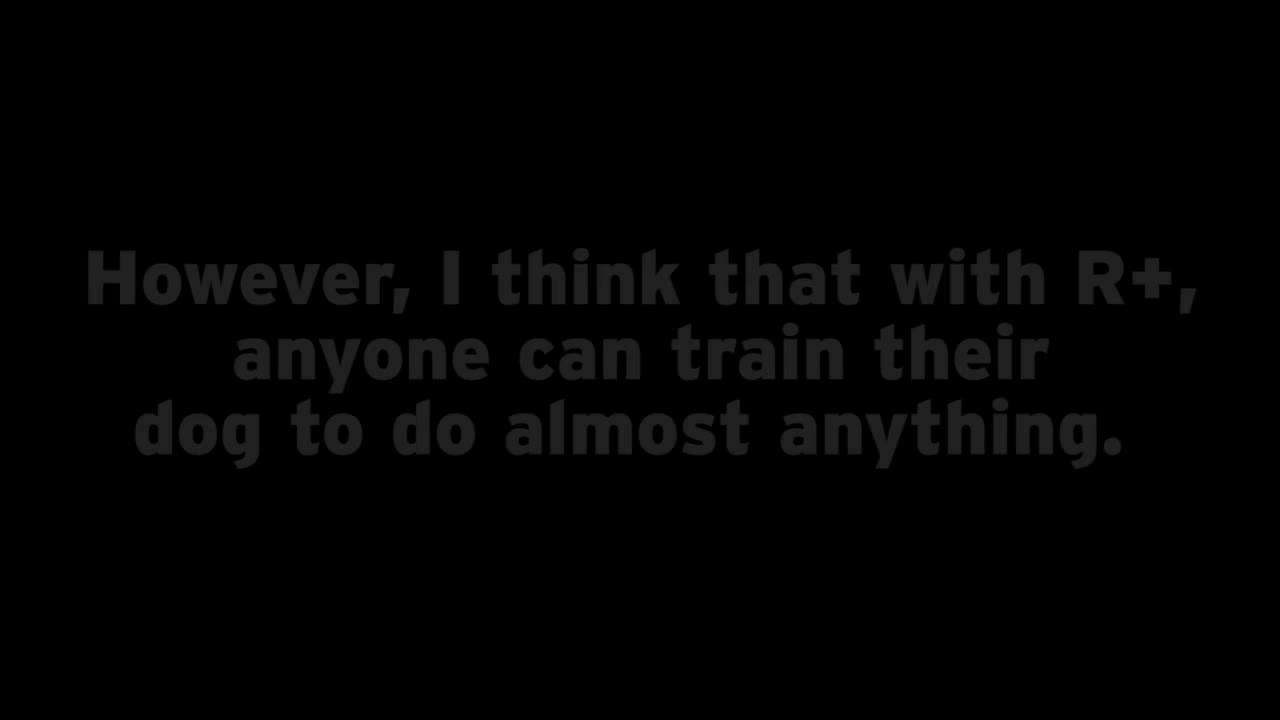 However, I think that with R+,
anyone can train their
dog to do almost anything.